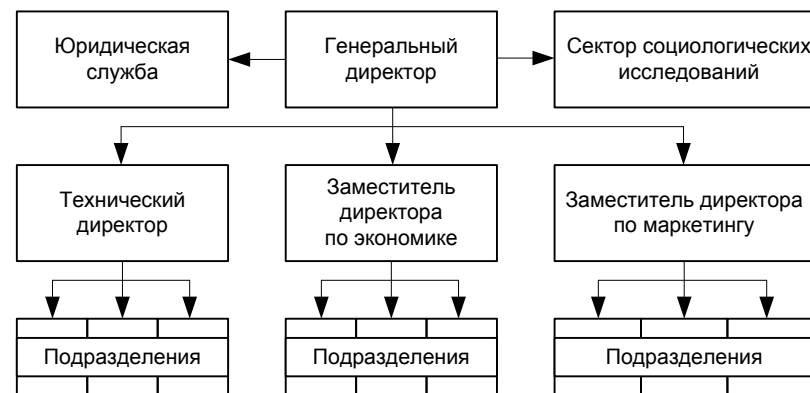 Юридическая
служба
Генеральный
директор
Сектор социологических
исследований
Технический
директор
Заместитель
директора
по экономике
Заместитель директора
по маркетингу
Подразделения
Подразделения
Подразделения